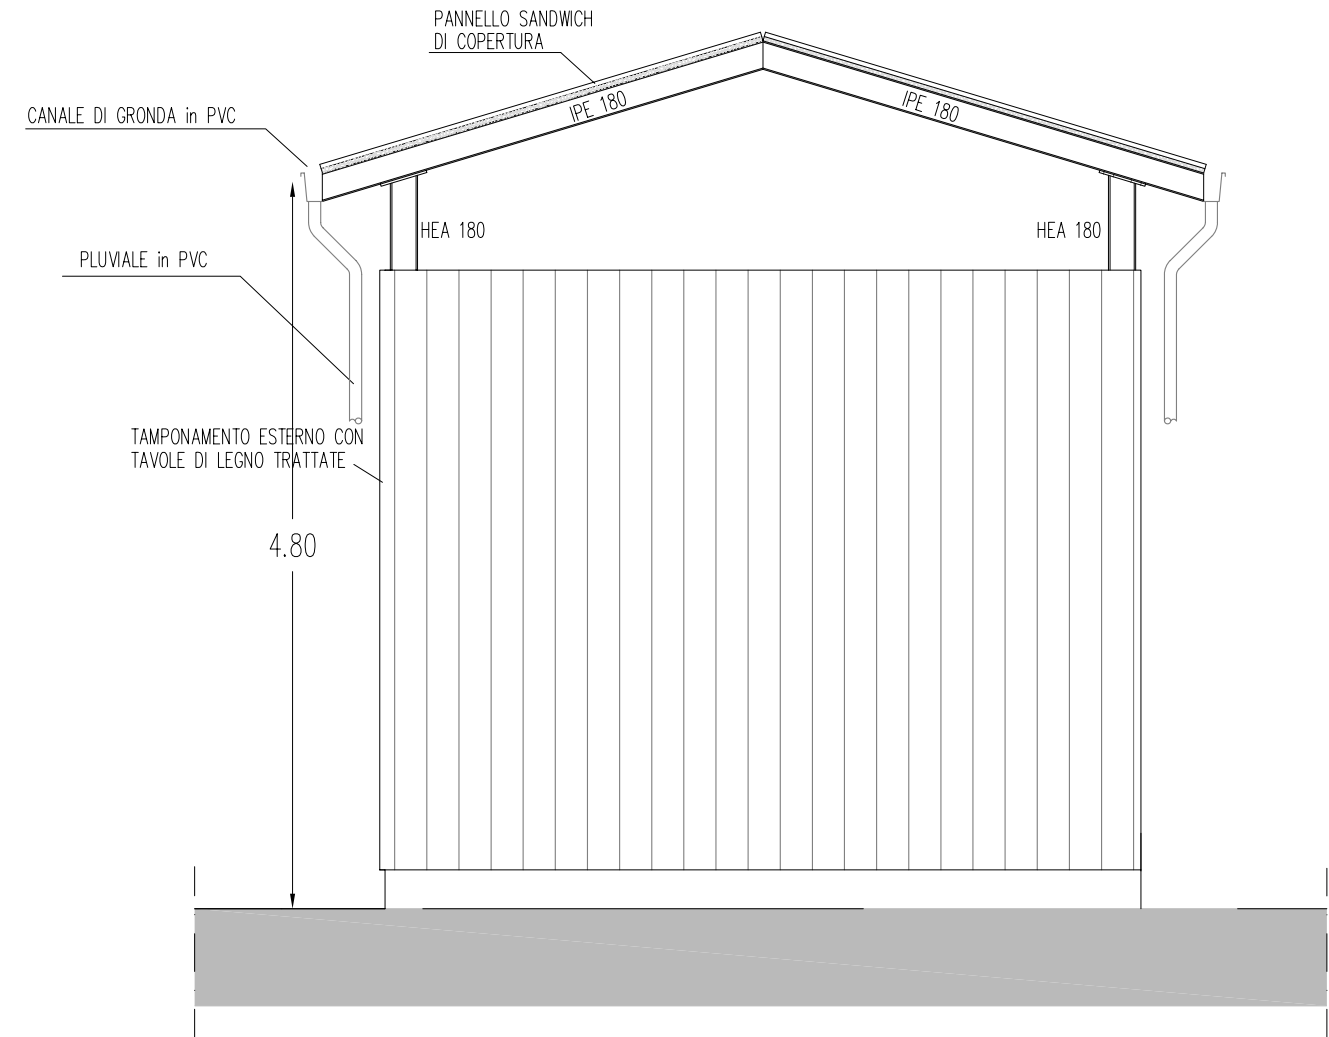 PANNELLO SANDWICH
DI COPERTURA
CANALE DI GRONDA in PVC
IPE 180
IPE 180
HEA 180
HEA 180
PLUVIALE in PVC
TAMPONAMENTO ESTERNO CON
TAVOLE DI LEGNO TRATTATE
4.80